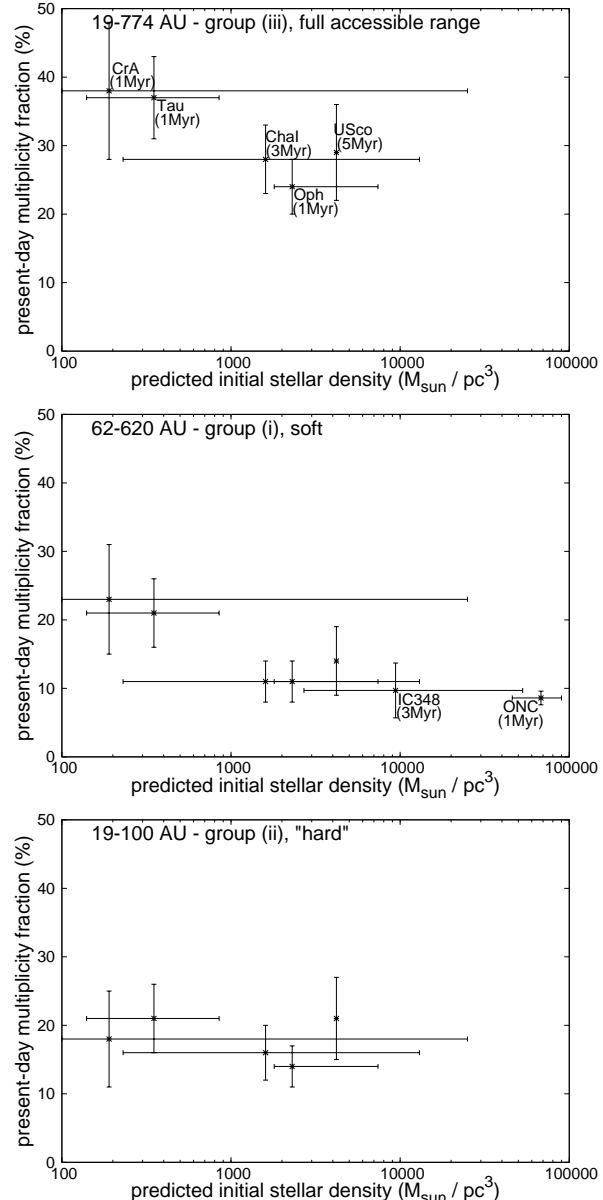 19-774 AU - group (iii), full accessible range
present-day multiplicity fraction (%)
50
40
30
20
10
0
CrA
(1Myr)
Tau
(1Myr)
ChaI
(3Myr)
USco
(5Myr)
Oph
(1Myr)
100 1000 10000 100000
predicted initial stellar density (M_sun / pc^3)
62-620 AU - group (i), soft
present-day multiplicity fraction (%)
50
40
30
20
10
0
IC348
(3Myr)
ONC
(1Myr)
100 1000 10000 100000
predicted initial stellar density (M_sun / pc^3)
19-100 AU - group (ii), "hard"
present-day multiplicity fraction (%)
50
40
30
20
10
0
100 1000 10000 100000
predicted initial stellar density (M_sun / pc^3)